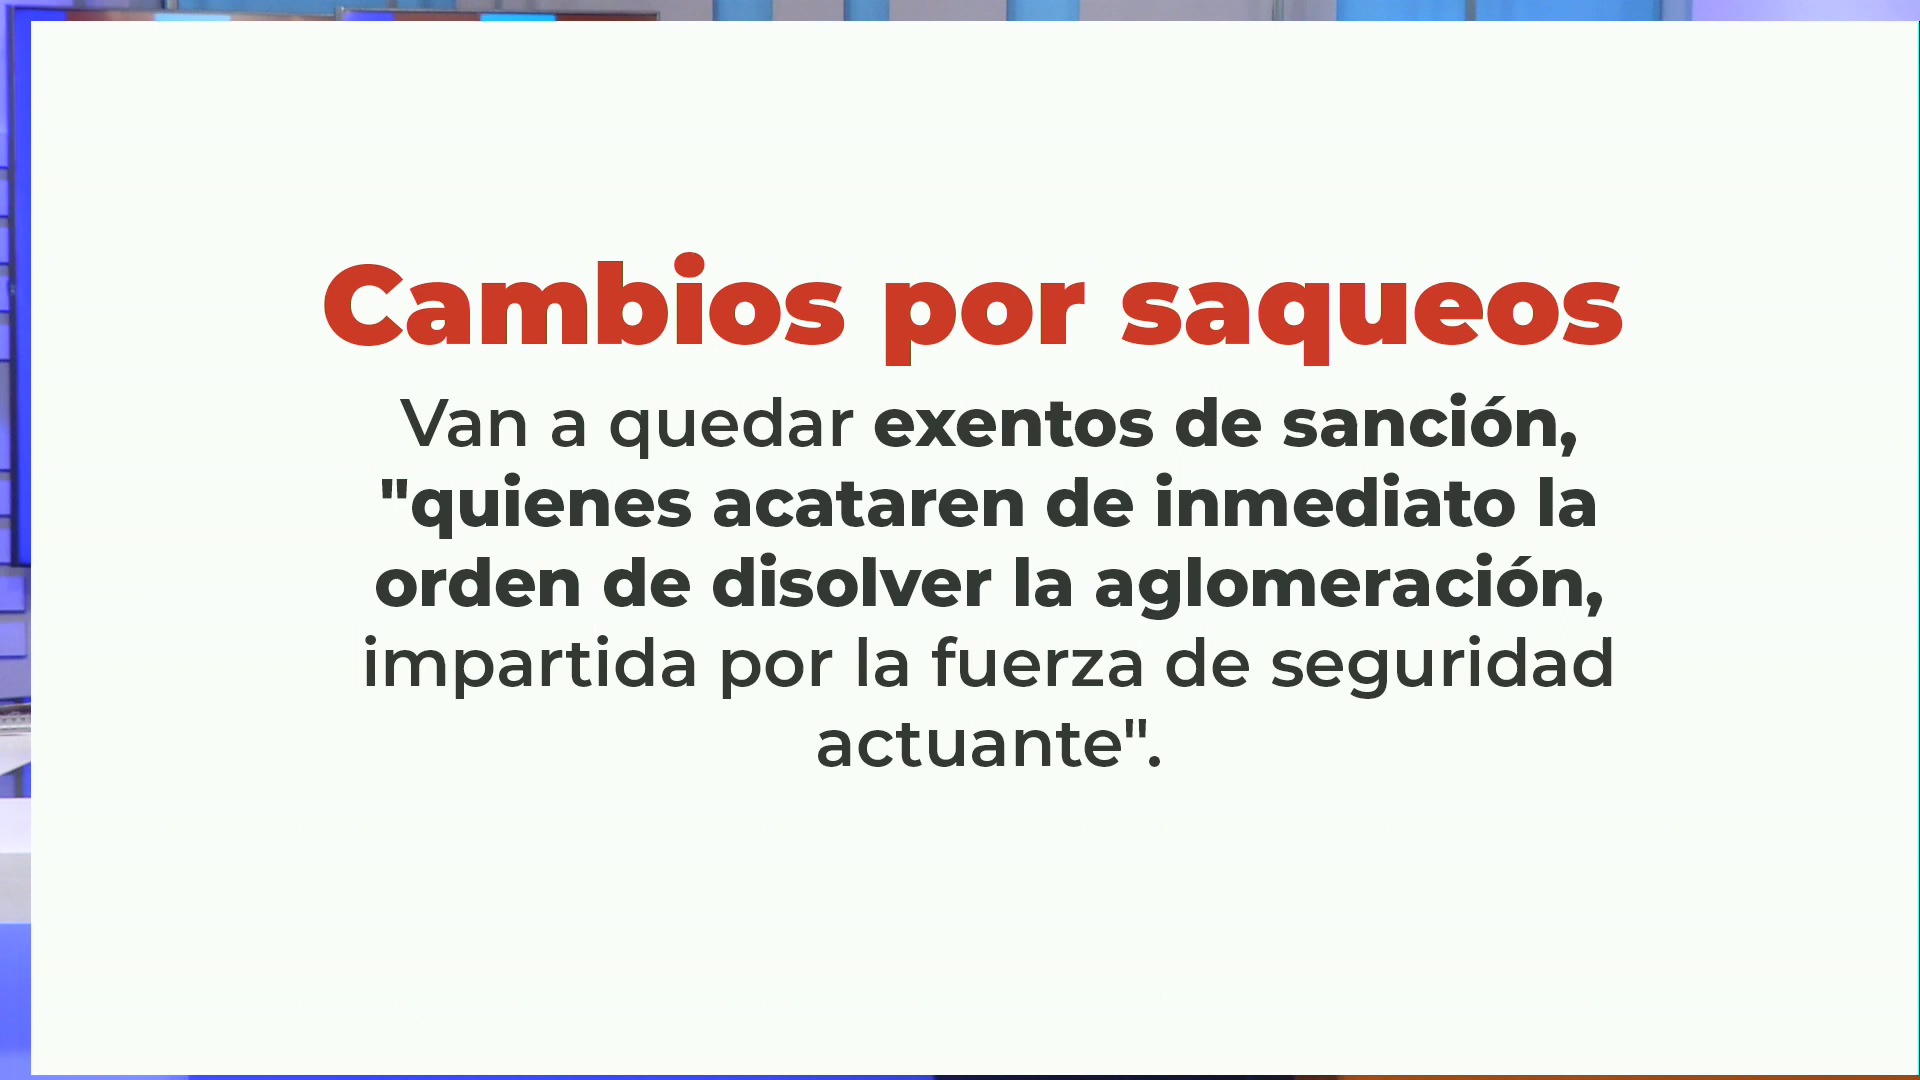 Cambios por saqueos
Van a quedar exentos de sanción,
"quienes acataren de inmediato la
orden de disolver la aglomeración,
impartida por la fuerza de seguridad
actuante".